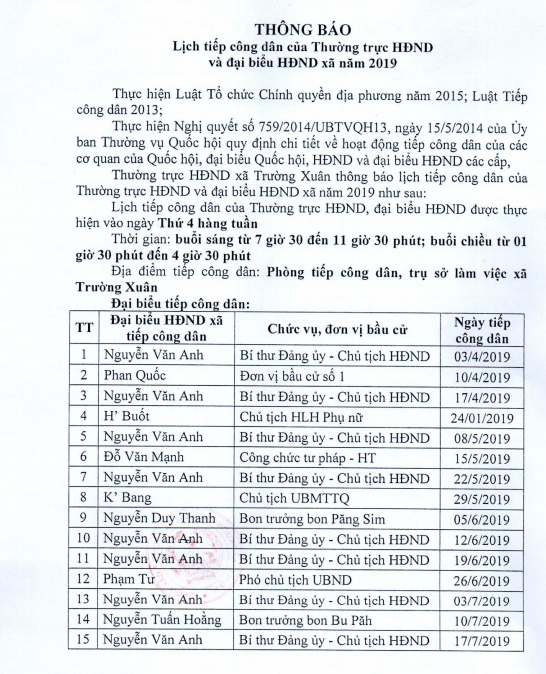 THÔNG BÁO
Lịch tiếp công dân của Thường trực HĐND
và đại biểu HĐND xã năm 2019
Thực hiện Luật Tổ chức Chính quyền địa phương năm 2015; Luật Tiếp
công dân 2013;
Thực hiện Nghị quyết số 759/2014/UBTVQH13, ngày 15/5/2014 của Ủy
ban Thường vụ Quốc hội quy định chi tiết về hoạt động tiếp công dân của các
cơ quan của Quốc hội, đại biểu Quốc hội, HĐND và đại biểu HĐND các cấp,
Thường trực HĐND xã Trường Xuân thông báo lịch tiếp công dân của
Thường trực HĐND và đại biểu HĐND xã năm 2019 như sau:
Lịch tiếp công dân của Thường trực HĐND, đại biểu HĐND được thực
hiện vào ngày Thứ 4 hàng tuần
Thời gian: buổi sáng từ 7 giờ 30 đến 11 giờ 30 phút; buổi chiều từ 01
giờ 30 phút đến 4 giờ 30 phút
Địa điểm tiếp công dân: Phòng tiếp công dân, trụ sở làm việc xã
Trường Xuân
Đại biểu tiếp công dân:
TT Đại biểu HĐND xã tiếp công dân Chức vụ, đơn vị bầu cử Ngày tiếp công dân
1 Nguyễn Văn Anh Bí thư Đảng ủy - Chủ tịch HĐND 03/4/2019
2 Phan Quốc Đơn vị bầu cử số 1 10/4/2019
3 Nguyễn Văn Anh Bí thư Đảng ủy - Chủ tịch HĐND 17/4/2019
4 H' Buốt Chủ tịch HLH Phụ nữ 24/01/2019
5 Nguyễn Văn Anh Bí thư Đảng ủy - Chủ tịch HĐND 08/5/2019
6 Đỗ Văn Mạnh Công chức tư pháp - HT 15/5/2019
7 Nguyễn Văn Anh Bí thư Đảng ủy - Chủ tịch HĐND 22/5/2019
8 K' Bang Chủ tịch UBMTTQ 29/5/2019
9 Nguyễn Duy Thanh Bon trưởng bon Păng Sim 05/6/2019
10 Nguyễn Văn Anh Bí thư Đảng ủy - Chủ tịch HĐND 12/6/2019
11 Nguyễn Văn Anh Bí thư Đảng ủy - Chủ tịch HĐND 19/6/2019
12 Phạm Tư Phó chủ tịch UBND 26/6/2019
13 Nguyễn Văn Anh Bí thư Đảng ủy - Chủ tịch HĐND 03/7/2019
14 Nguyễn Tuấn Hoằng Bon trưởng bon Bu Păh 10/7/2019
15 Nguyễn Văn Anh Bí thư Đảng ủy - Chủ tịch HĐND 17/7/2019